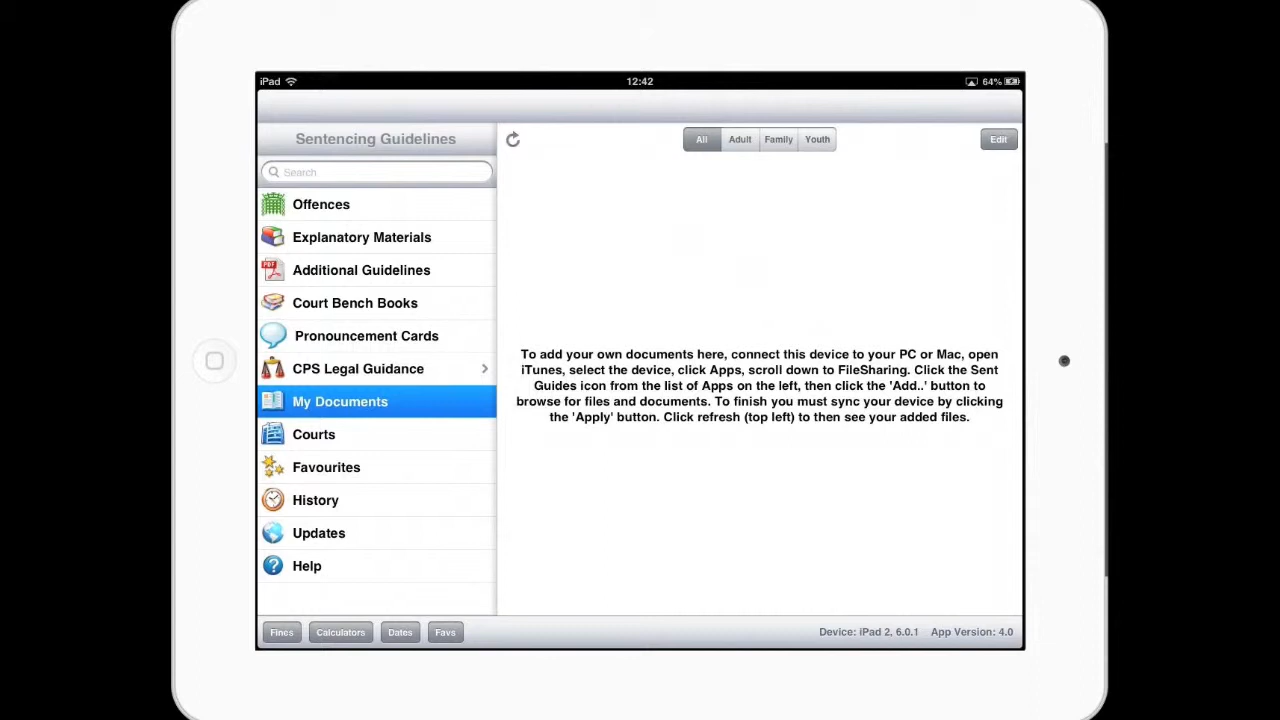 iPad 12:42 64%
Sentencing Guidelines
All Adult Family Youth
Edit
Search
Offences
Explanatory Materials
Additional Guidelines
Court Bench Books
Pronouncement Cards
CPS Legal Guidance
My Documents
Courts
Favourites
History
Updates
Help
To add your own documents here, connect this device to your PC or Mac, open
iTunes, select the device, click Apps, scroll down to FileSharing. Click the Sent
Guides icon from the list of Apps on the left, then click the 'Add..' button to
browse for files and documents. To finish you must sync your device by clicking
the 'Apply' button. Click refresh (top left) to then see your added files.
Fines Calculators Dates Favs
Device: iPad 2, 6.0.1 App Version: 4.0